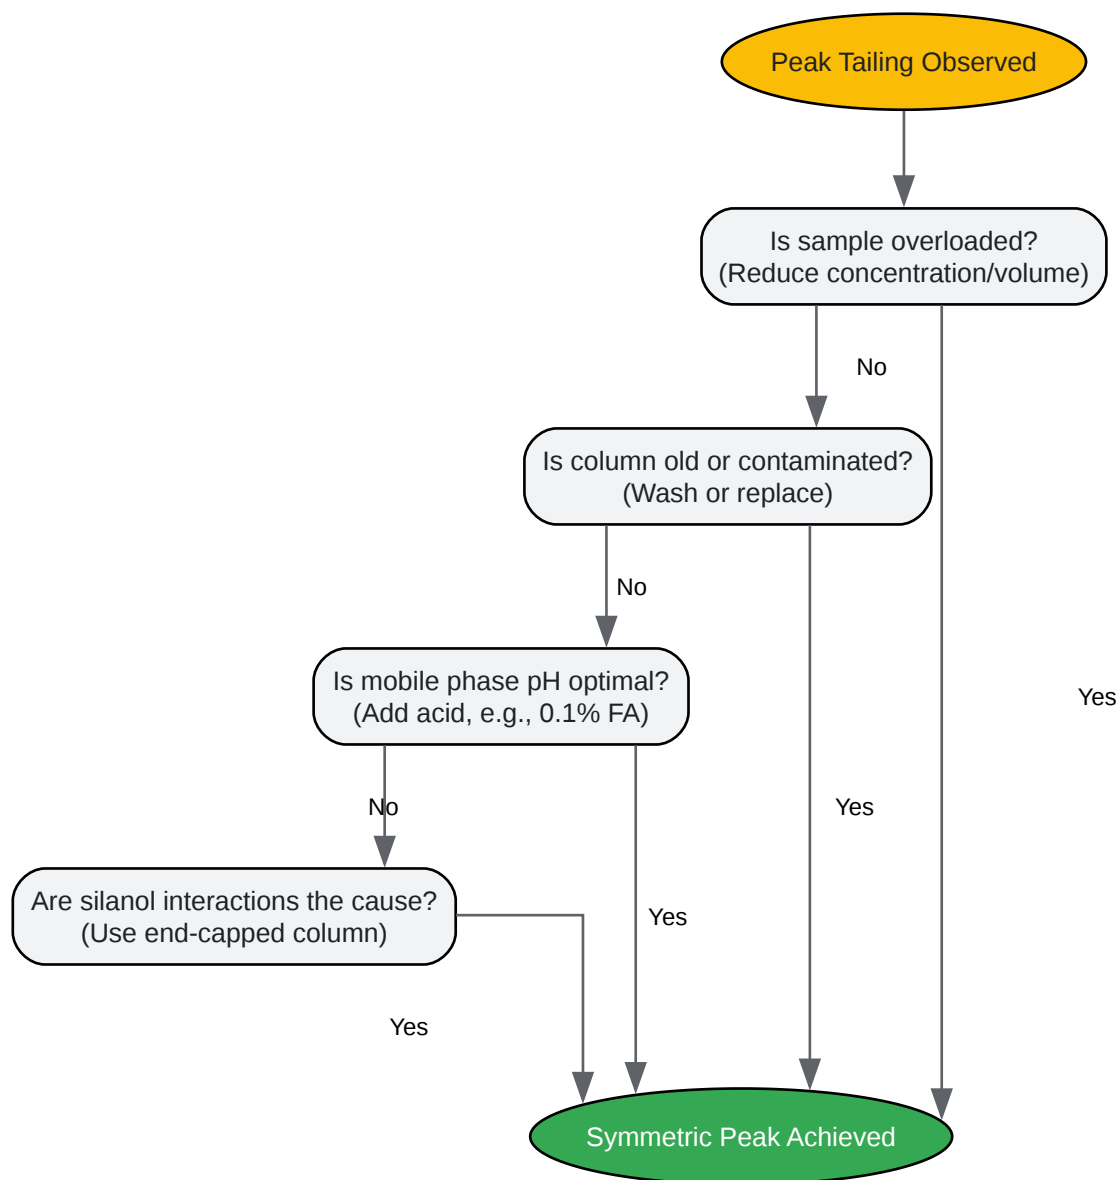 Peak Tailing Observed
Is sample overloaded?
(Reduce concentration/volume)
No
Is column old or contaminated?
(Wash or replace)
No
Is mobile phase pH optimal?
(Add acid, e.g., 0.1% FA)
Yes
No
Yes
Are silanol interactions the cause?
(Use end-capped column)
Yes
Yes
Symmetric Peak Achieved